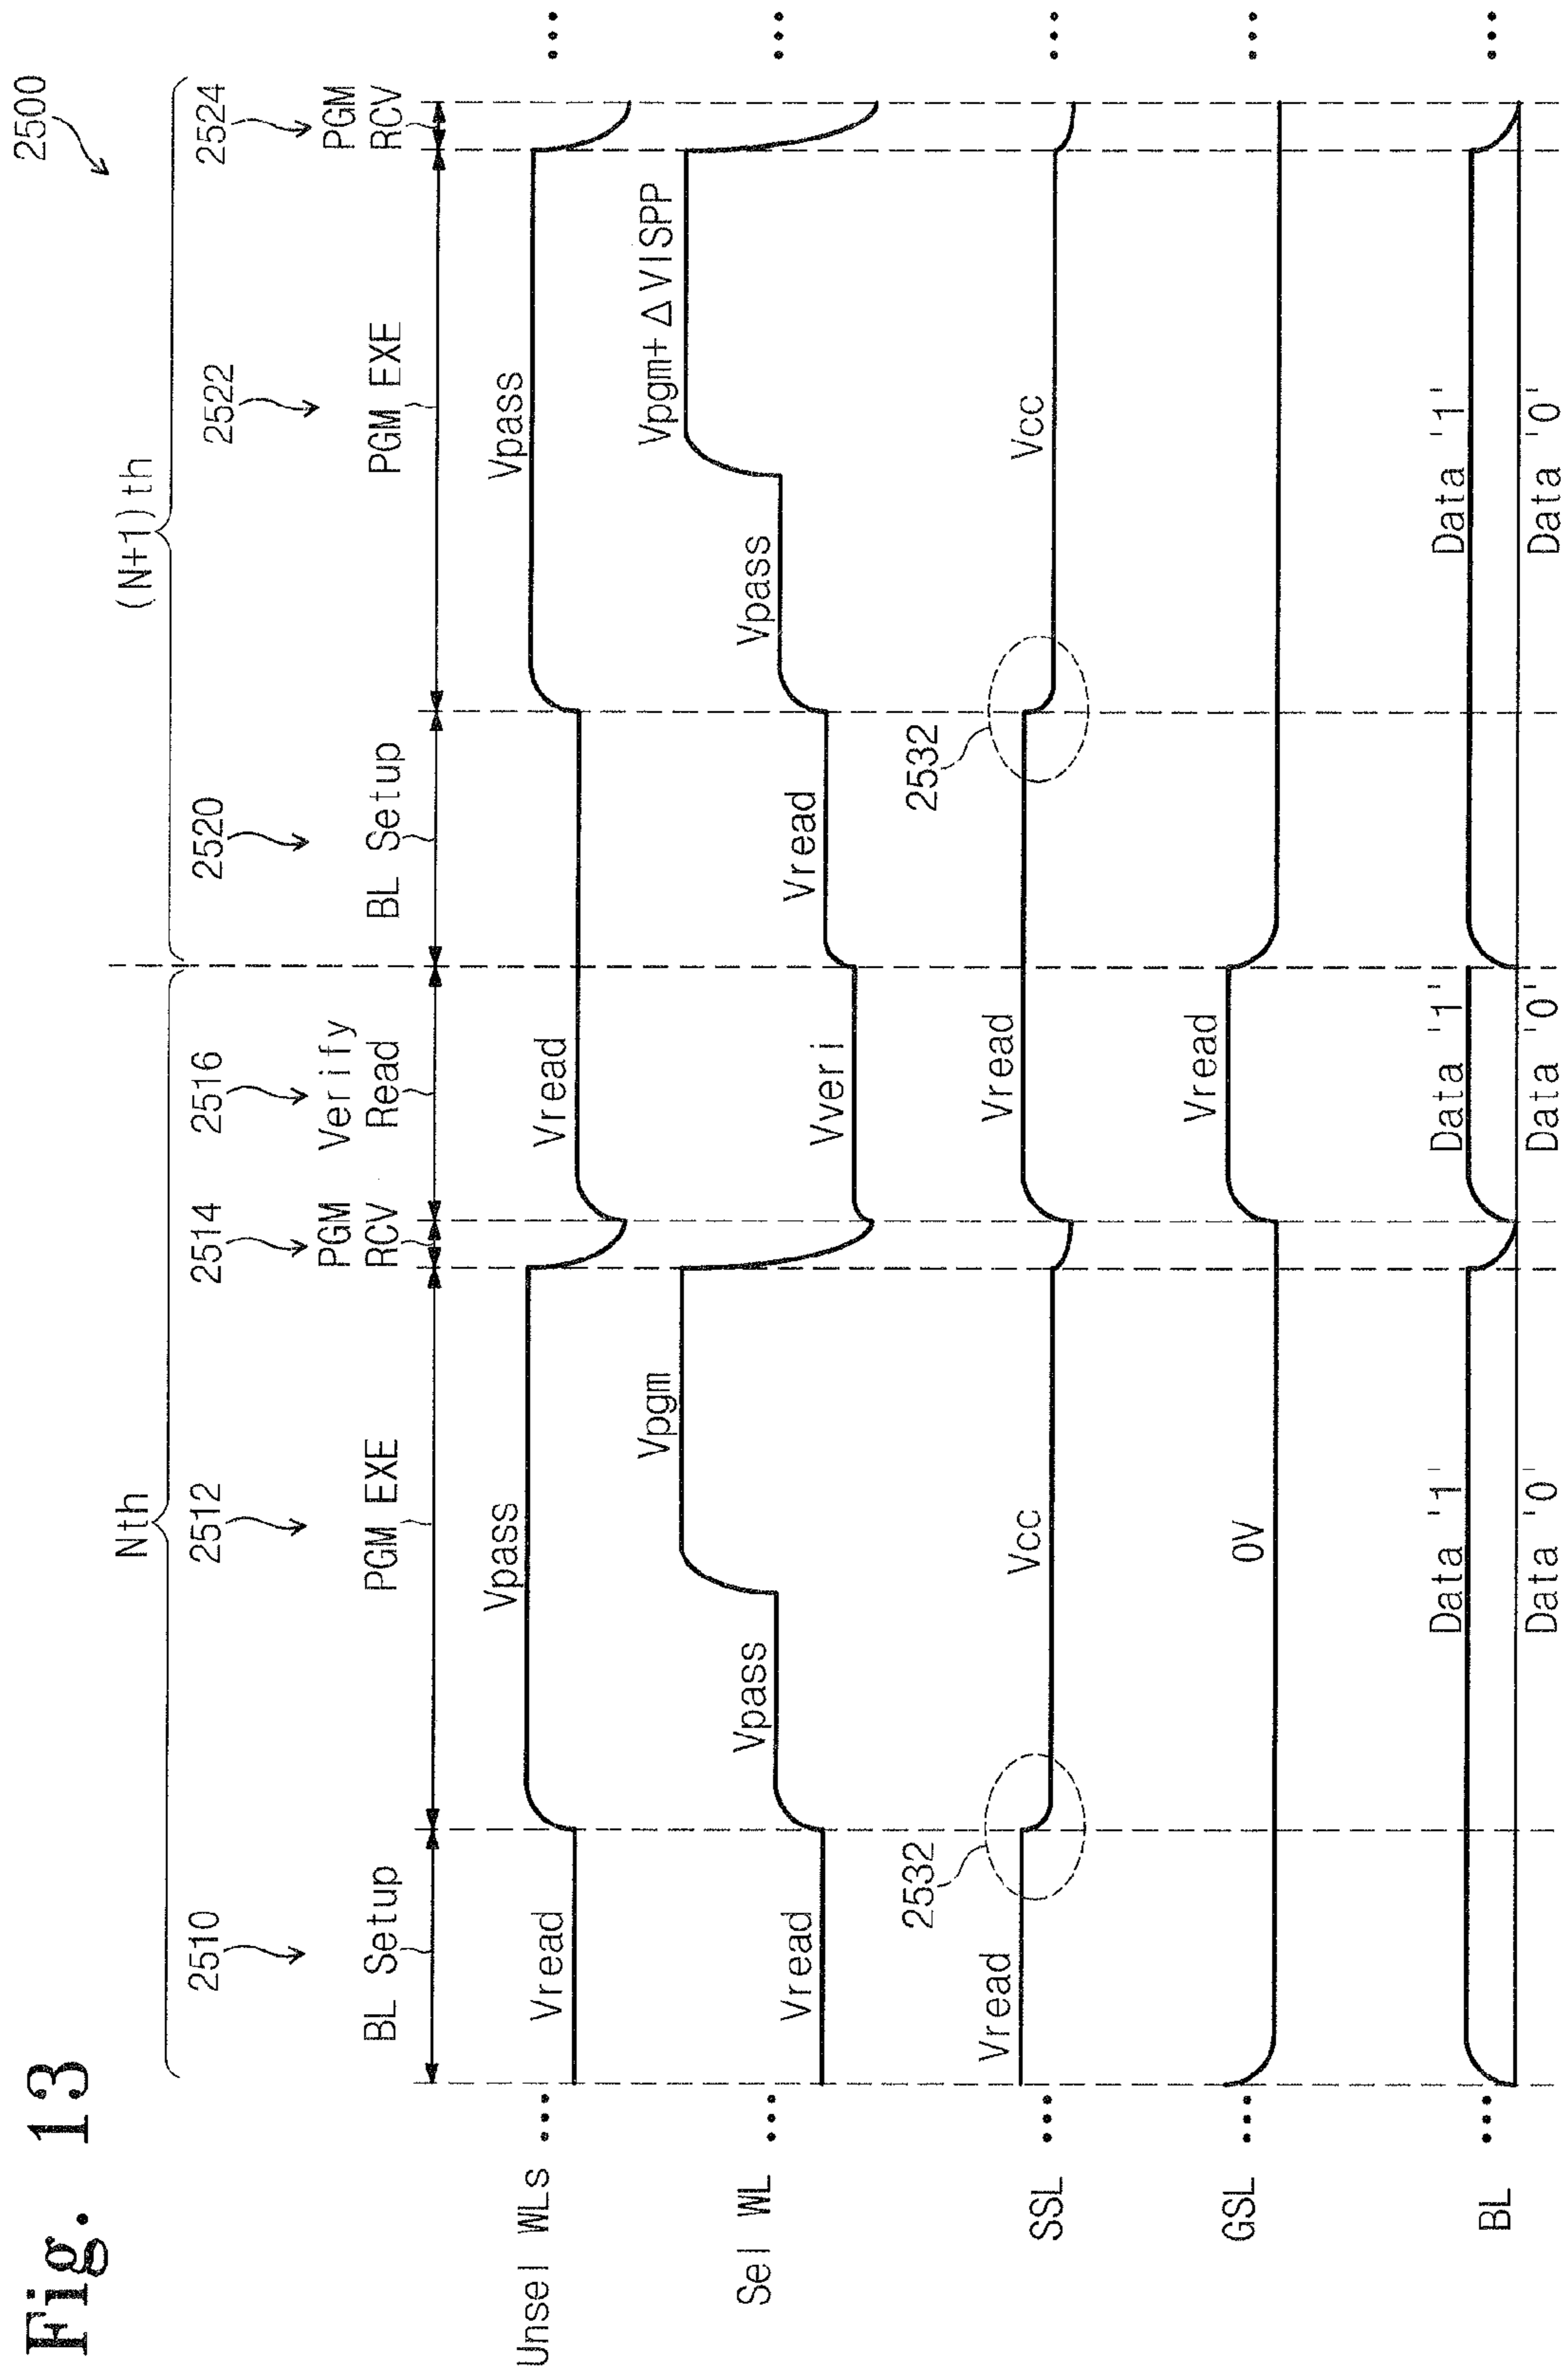 Fig. 13
2500
Nth
(N+1)th
2510
2512
2514
2516
2520
2522
2524
BL Setup
PGM EXE
PGM
RCV
Verify
Read
BL Setup
PGM EXE
PGM
RCV
Unsel WLs ... Vread
Vpass
Vread
Vpass
...
Sel WL ... Vread
Vpass
Vpgm
Vveri
Vread
Vpass
Vpgm+ΔVISPP
...
SSL ... Vread
2532
Vcc
Vread
2532
Vcc
...
GSL ... 0V
Vread
...
BL ... Data '1'
Data '0'
Data '1'
Data '0'
Data '1'
Data '0'
...